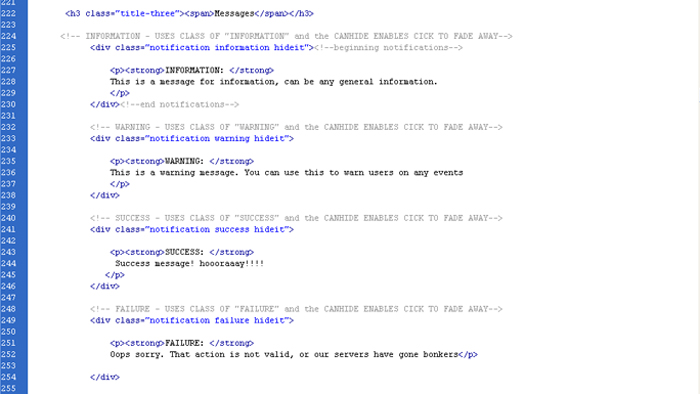 221
222 <h3 class="title-three"><span>Messages</span></h3>
223
224 <!-- INFORMATION - USES CLASS OF "INFORMATION" and the CANHIDE ENABLES CICK TO FADE AWAY-->
225 <div class="notification information hideit"><!--beginning notifications-->
226
227 <p><strong>INFORMATION: </strong>
228 This is a message for information, can be any general information.
229 </p>
230 </div><!--end notifications-->
231
232 <!-- WARNING - USES CLASS OF "WARNING" and the CANHIDE ENABLES CICK TO FADE AWAY-->
233 <div class="notification warning hideit">
234
235 <p><strong>WARNING: </strong>
236 This is a warning message. You can use this to warn users on any events
237 </p>
238 </div>
239
240 <!-- SUCCESS - USES CLASS OF "SUCCESS" and the CANHIDE ENABLES CICK TO FADE AWAY-->
241 <div class="notification success hideit">
242
243 <p><strong>SUCCESS: </strong>
244 Success message! hoooraaay!!!!
245 </p>
246 </div>
247
248 <!-- FAILURE - USES CLASS OF "FAILURE" and the CANHIDE ENABLES CICK TO FADE AWAY-->
249 <div class="notification failure hideit">
250
251 <p><strong>FAILURE: </strong>
252 Oops sorry. That action is not valid, or our servers have gone bonkers</p>
253
254 </div>
255